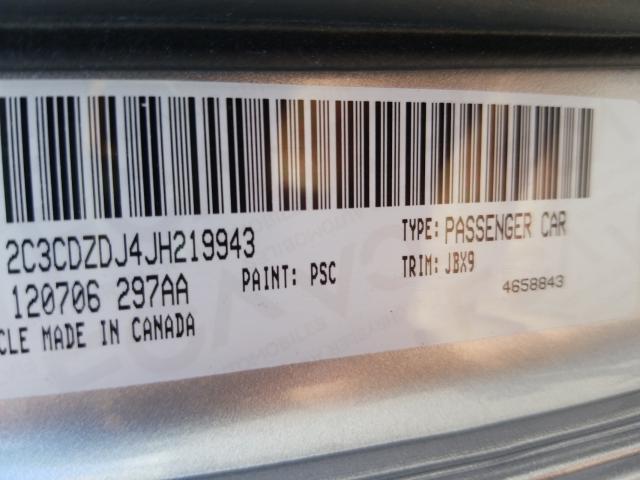 2C3CDZDJ4JH219943 TYPE: PASSENGER CAR
120706 297AA PAINT: PSC TRIM: JBX9
CLE MADE IN CANADA 4658843